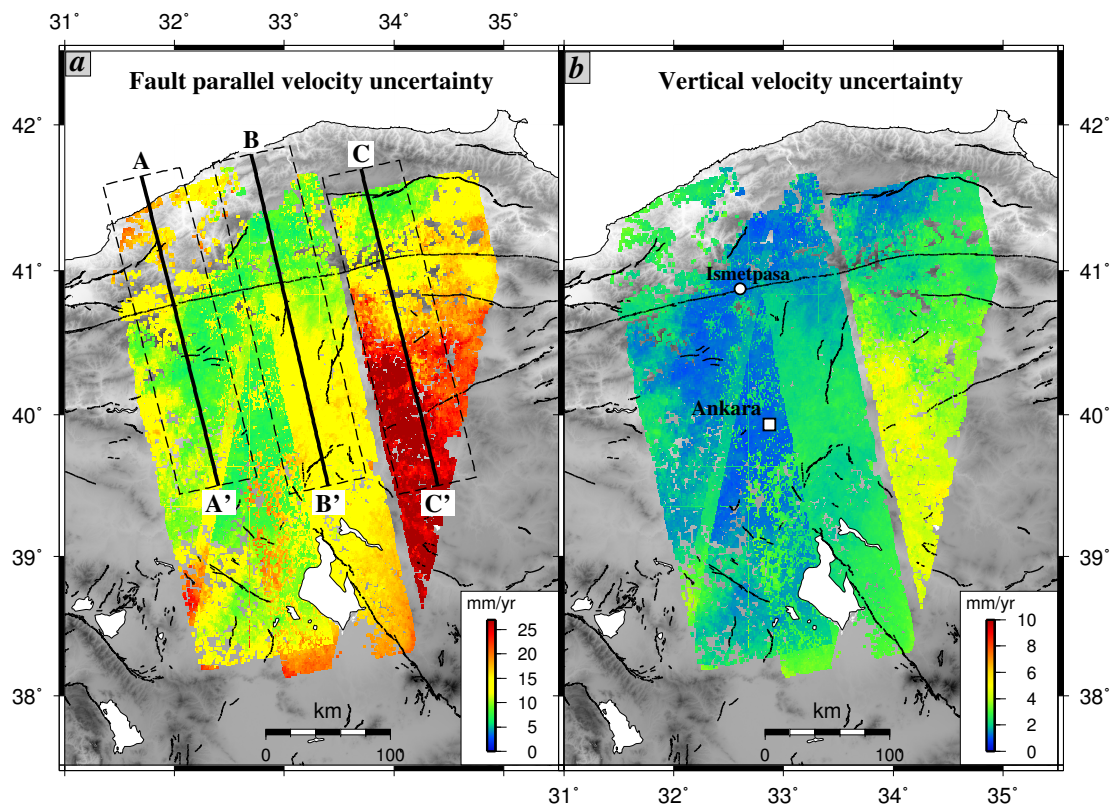 31˚ 32˚ 33˚ 34˚ 35˚
a Fault parallel velocity uncertainty
b Vertical velocity uncertainty
42˚ 42˚
A B C
41˚ 41˚
Ismetpasa
40˚ 40˚
Ankara
A' B' C'
39˚ 39˚
mm/yr
25
20
15
10
5
0
mm/yr
10
8
6
4
2
0
38˚ 38˚
km
0 100
km
0 100
31˚ 32˚ 33˚ 34˚ 35˚